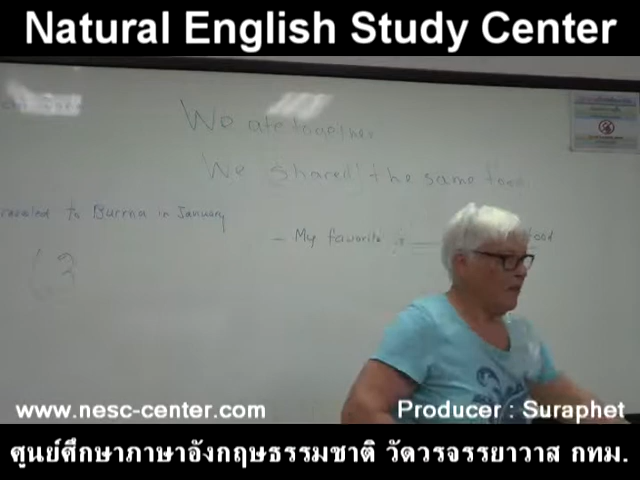 Natural English Study Center
We ate together
We shared the same food
to Burma in January
- My favorite is food
63
www.nesc-center.com
Producer : Suraphet
ศูนย์ศึกษาภาษาอังกฤษธรรมชาติ วัดวรจรรยาวาส กทม.